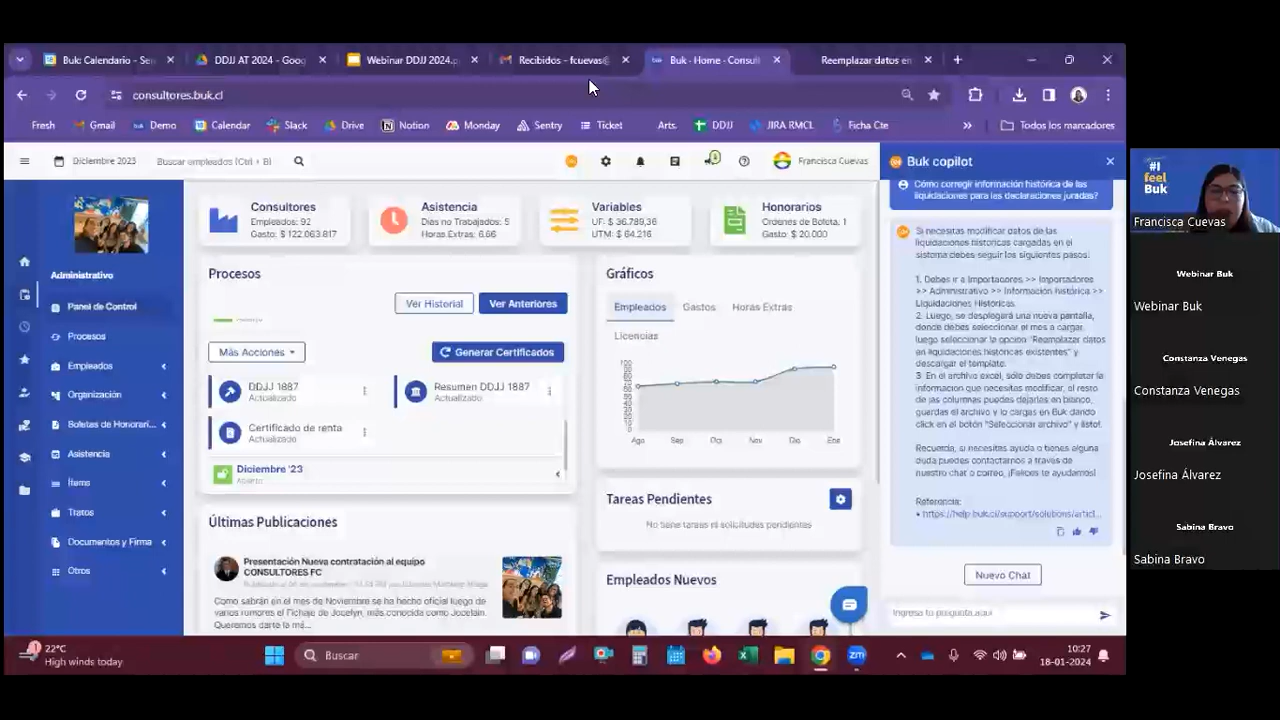 Buk: Calendario - Se
DDJJ AT 2024 - Goog
Webinar DDJJ 2024.p
Recibidos - fcuevas@
Buk - Home - Consult
Reemplazar datos en
consultores.buk.cl
Fresh
Gmail
Demo
Calendar
Slack
Drive
Notion
Monday
Sentry
Ticket
Arts.
DDJJ
JIRA RMCL
Ficha Cte
»
Todos los marcadores
Diciembre 2023
Buscar empleados (Ctrl + B)
Francisca Cuevas
Buk copilot
Administrativo
Panel de Control
Procesos
Empleados
Organización
Boletas de Honorari...
Asistencia
Ítems
Tratos
Documentos y Firma
Otros
Consultores
Empleados: 92
Gasto: $ 122.063.817
Asistencia
Días no Trabajados: 5
Horas Extras: 6.66
Variables
UF: $ 36.789,36
UTM: $ 64.216
Honorarios
Ordenes de Boleta: 1
Gasto: $ 20.000
Procesos
Ver Historial
Ver Anteriores
Más Acciones
Generar Certificados
DDJJ 1887
Actualizado
Resumen DDJJ 1887
Actualizado
Certificado de renta
Actualizado
Diciembre '23
Abierto
Últimas Publicaciones
Presentación Nueva contratación al equipo
CONSULTORES FC
Como sabrán en el mes de Noviembre se ha hecho oficial luego de
varios rumores el Fichaje de Jocelyn, más conocida como Jocelain.
Queremos darte la me...
Gráficos
Empleados
Gastos
Horas Extras
Licencias
Ago
Sep
Oct
Nov
Dic
Ene
Tareas Pendientes
No tiene tareas ni solicitudes pendientes
Empleados Nuevos
Cómo corregir información histórica de las
liquidaciones para las declaraciones juradas?
Si necesitas modificar datos de las
liquidaciones históricas cargadas en el
sistema debes seguir los siguientes pasos:
1. Debes ir a Importadores >> Importadores
>> Administrativo >> Información histórica >>
Liquidaciones Históricas.
2. Luego, se desplegará una nueva pantalla,
donde debes seleccionar el mes a cargar,
luego seleccionar la opción "Reemplazar datos
en liquidaciones históricas existentes" y
descargar el template.
3. En el archivo excel, sólo debes completar la
información que necesitas modificar, el resto
de las columnas puedes dejarlas en blanco,
guardas el archivo y lo cargas en Buk dando
click en el botón "Seleccionar archivo" y listo!.
Recuerda, si necesitas ayuda o tienes alguna
duda puedes contactarnos a través de
nuestro chat o correo, ¡Felices te ayudamos!
Referencia:
• https://help.buk.cl/support/solutions/articl...
Nuevo Chat
Ingresa tu pregunta aquí
#I
feel
Buk
Francisca Cuevas
Webinar Buk
Webinar Buk
Constanza Venegas
Constanza Venegas
Josefina Álvarez
Josefina Álvarez
Sabina Bravo
Sabina Bravo
22°C
High winds today
Buscar
10:27
18-01-2024